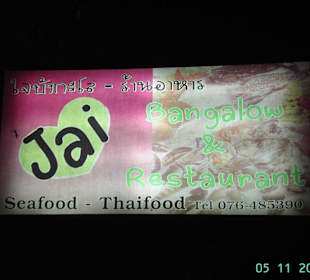 ใจบังกะโล - ร้านอาหาร
Jai
Bangalow
&
Restaurant
Seafood - Thaifood Tel 076-485390
05 11 20